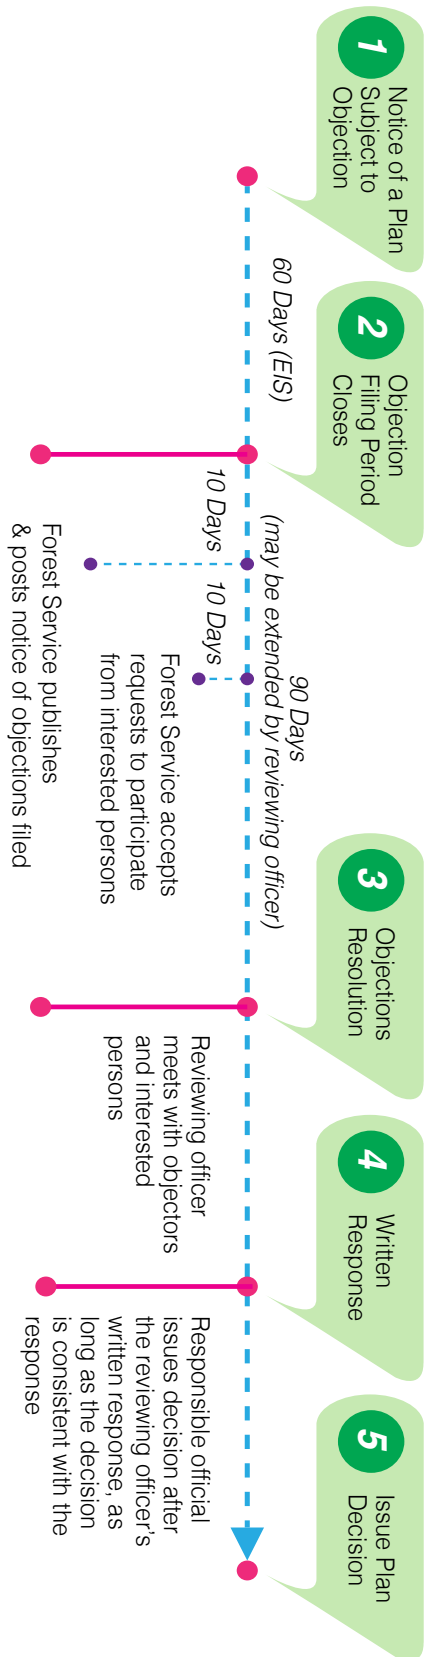 1
Notice of a Plan
Subject to
Objection
2
Objection
Filing Period
Closes
3
Objections
Resolution
4
Written
Response
5
Issue Plan
Decision
60 Days (EIS)
90 Days
(may be extended by reviewing officer)
10 Days
10 Days
Forest Service accepts
requests to participate
from interested persons
Forest Service publishes
& posts notice of objections filed
Reviewing officer
meets with objectors
and interested
persons
Responsible official
issues decision after
the reviewing officer’s
written response, as
long as the decision
is consistent with the
response